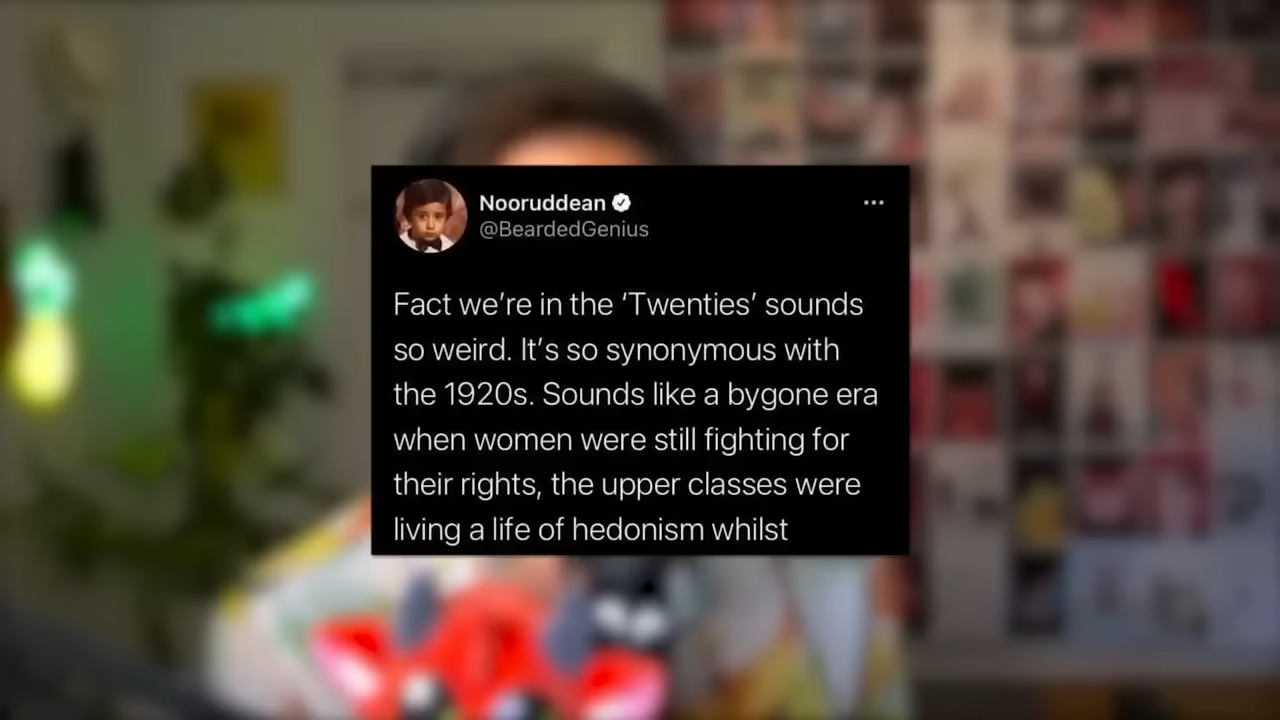 Nooruddean
@BeardedGenius
Fact we’re in the ‘Twenties’ sounds
so weird. It’s so synonymous with
the 1920s. Sounds like a bygone era
when women were still fighting for
their rights, the upper classes were
living a life of hedonism whilst